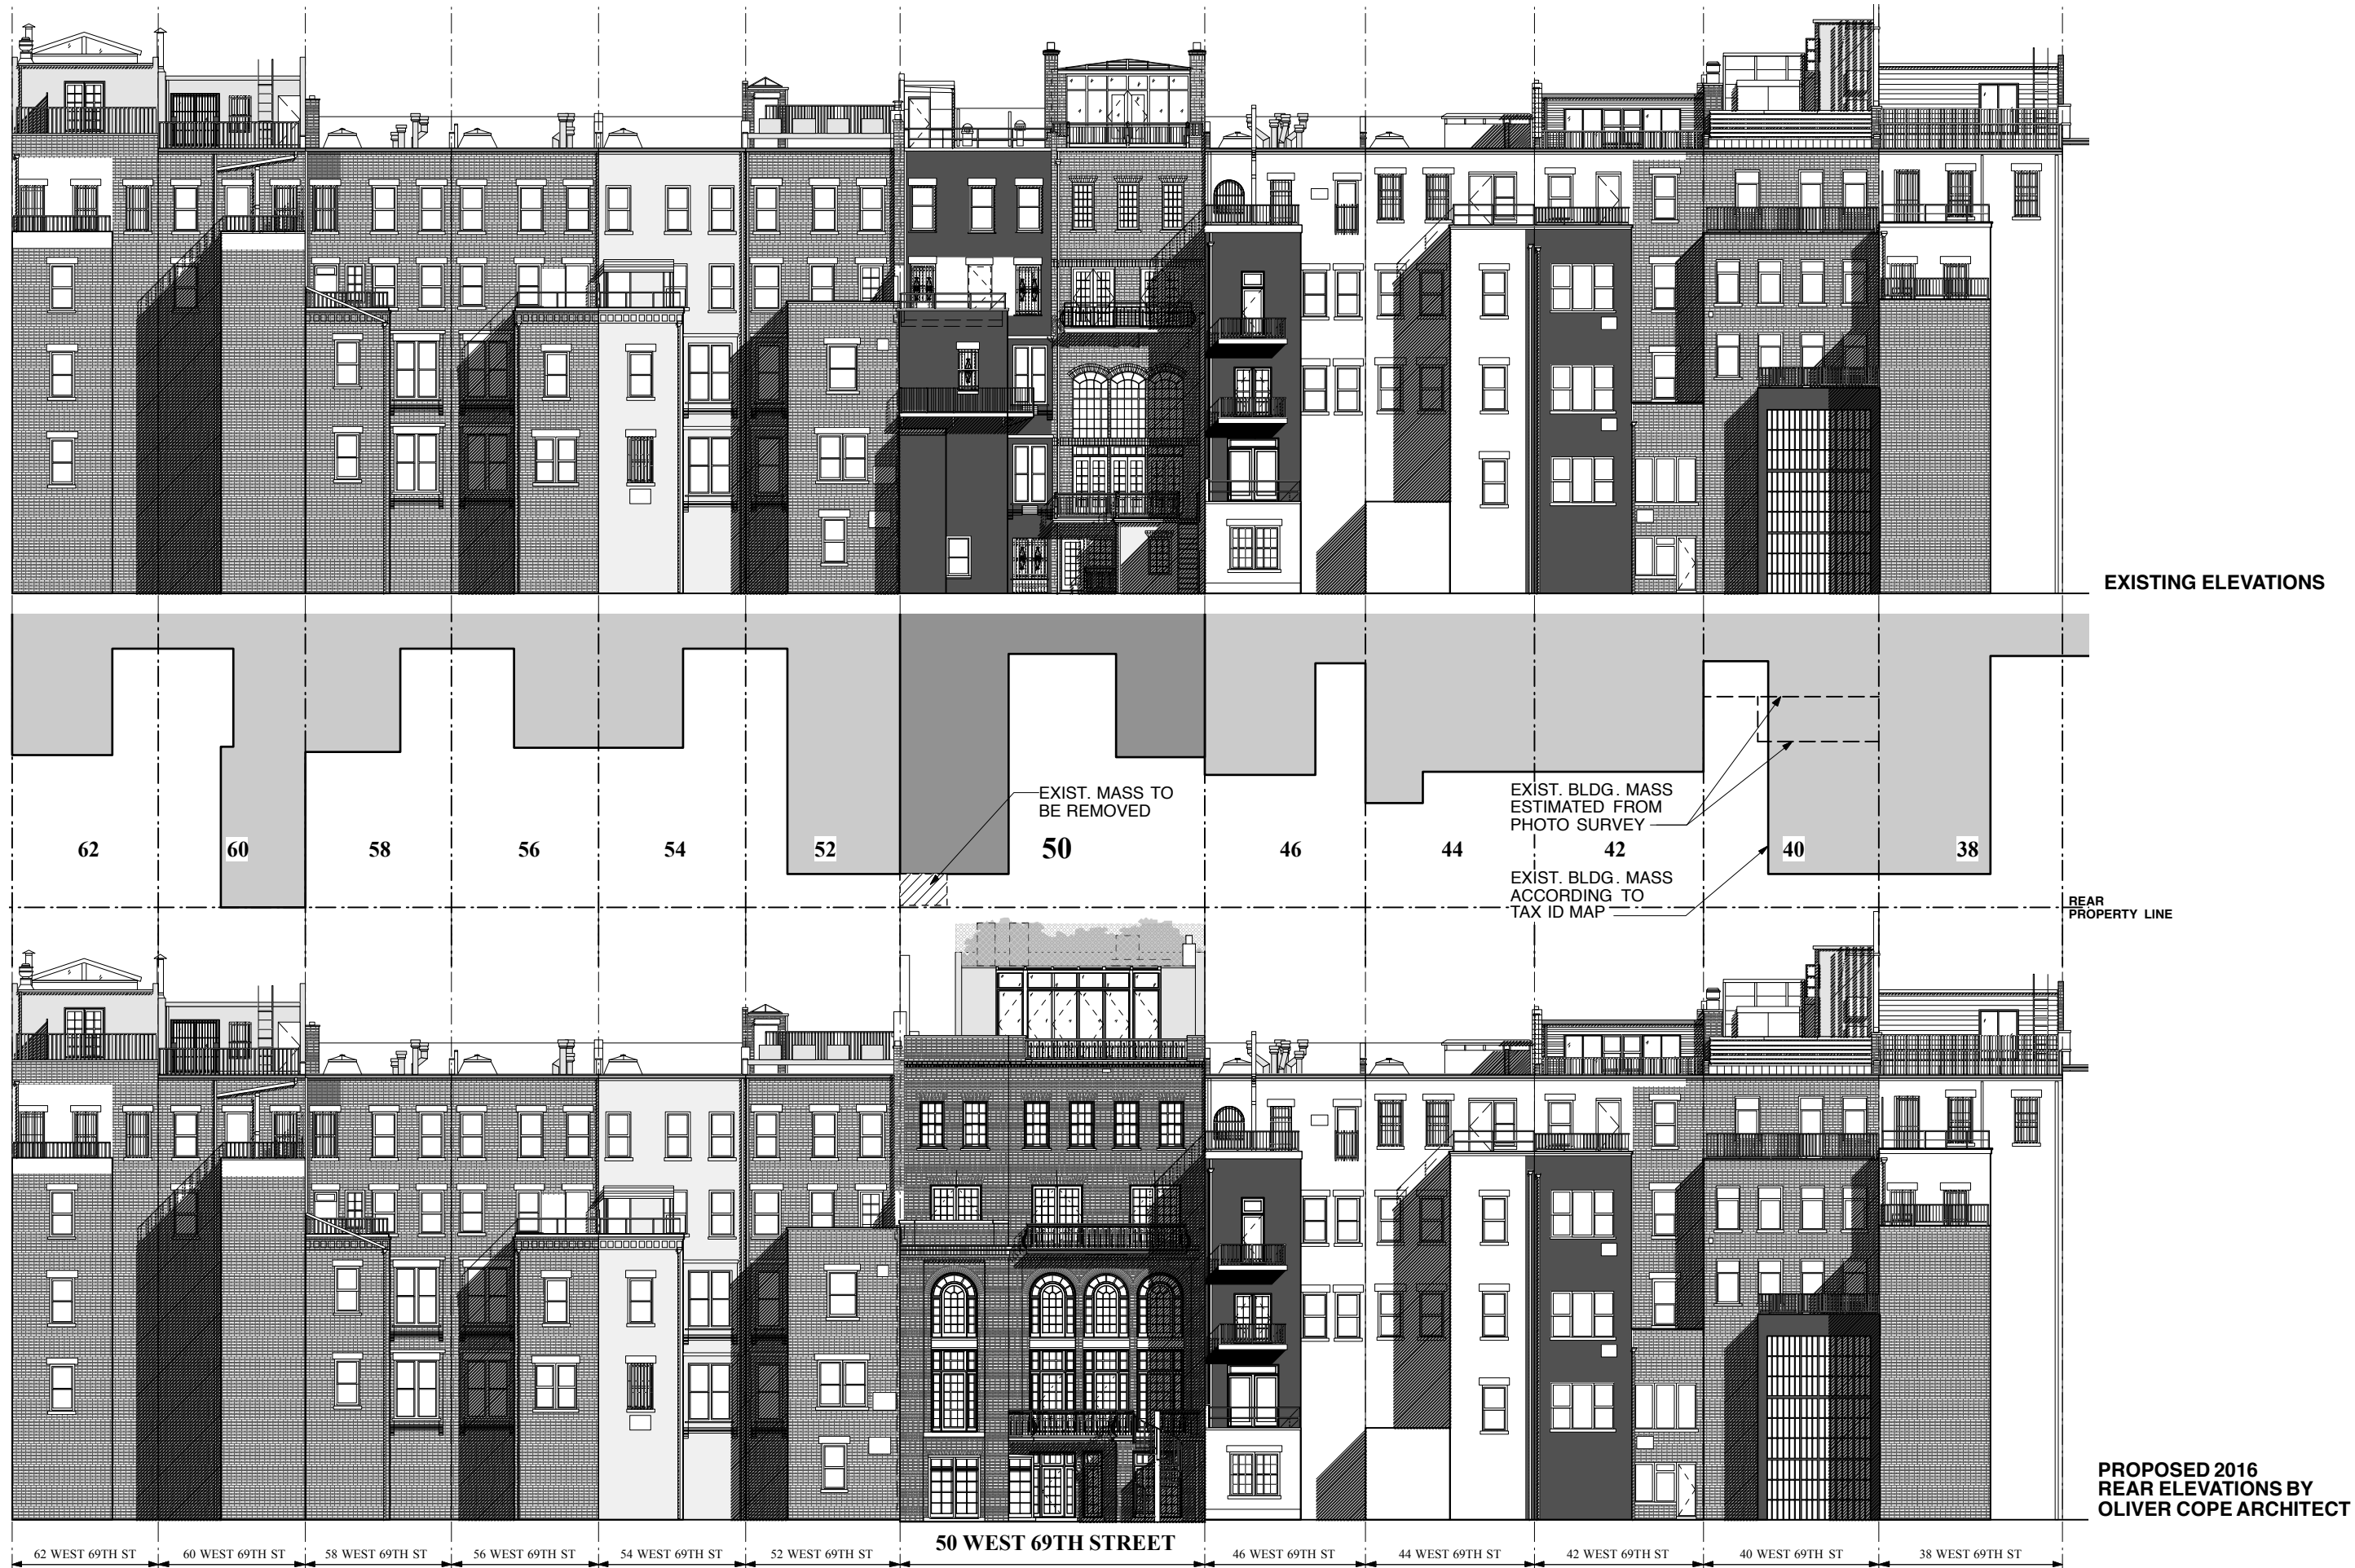 EXISTING ELEVATIONS
EXIST. MASS TO
BE REMOVED
EXIST. BLDG. MASS
ESTIMATED FROM
PHOTO SURVEY
62
60
58
56
54
52
50
46
44
42
40
38
EXIST. BLDG. MASS
ACCORDING TO
TAX ID MAP
REAR
PROPERTY LINE
PROPOSED 2016
REAR ELEVATIONS BY
OLIVER COPE ARCHITECT
62 WEST 69TH ST
60 WEST 69TH ST
58 WEST 69TH ST
56 WEST 69TH ST
54 WEST 69TH ST
52 WEST 69TH ST
50 WEST 69TH STREET
46 WEST 69TH ST
44 WEST 69TH ST
42 WEST 69TH ST
40 WEST 69TH ST
38 WEST 69TH ST